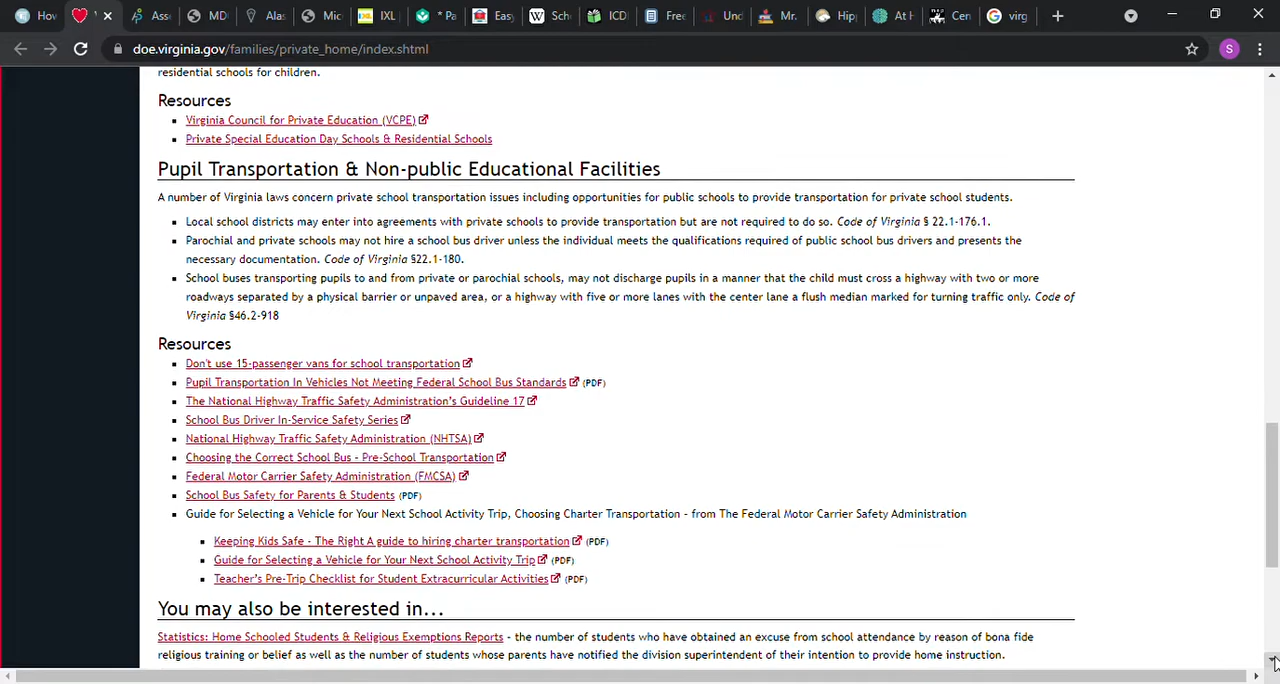 How
Ass
MD
Alas
Mic
IXL
* Pa
Easy
Sch
ICD
Free
Und
Mr.
Hip
At H
Cen
virg
doe.virginia.gov/families/private_home/index.shtml
S
residential schools for children.
Resources
Virginia Council for Private Education (VCPE)
Private Special Education Day Schools & Residential Schools
Pupil Transportation & Non-public Educational Facilities
A number of Virginia laws concern private school transportation issues including opportunities for public schools to provide transportation for private school students.
Local school districts may enter into agreements with private schools to provide transportation but are not required to do so. Code of Virginia § 22.1-176.1.
Parochial and private schools may not hire a school bus driver unless the individual meets the qualifications required of public school bus drivers and presents the
necessary documentation. Code of Virginia §22.1-180.
School buses transporting pupils to and from private or parochial schools, may not discharge pupils in a manner that the child must cross a highway with two or more
roadways separated by a physical barrier or unpaved area, or a highway with five or more lanes with the center lane a flush median marked for turning traffic only. Code of
Virginia §46.2-918
Resources
Don't use 15-passenger vans for school transportation
Pupil Transportation In Vehicles Not Meeting Federal School Bus Standards (PDF)
The National Highway Traffic Safety Administration's Guideline 17
School Bus Driver In-Service Safety Series
National Highway Traffic Safety Administration (NHTSA)
Choosing the Correct School Bus - Pre-School Transportation
Federal Motor Carrier Safety Administration (FMCSA)
School Bus Safety for Parents & Students (PDF)
Guide for Selecting a Vehicle for Your Next School Activity Trip, Choosing Charter Transportation - from The Federal Motor Carrier Safety Administration
Keeping Kids Safe - The Right A guide to hiring charter transportation (PDF)
Guide for Selecting a Vehicle for Your Next School Activity Trip (PDF)
Teacher's Pre-Trip Checklist for Student Extracurricular Activities (PDF)
You may also be interested in...
Statistics: Home Schooled Students & Religious Exemptions Reports - the number of students who have obtained an excuse from school attendance by reason of bona fide
religious training or belief as well as the number of students whose parents have notified the division superintendent of their intention to provide home instruction.